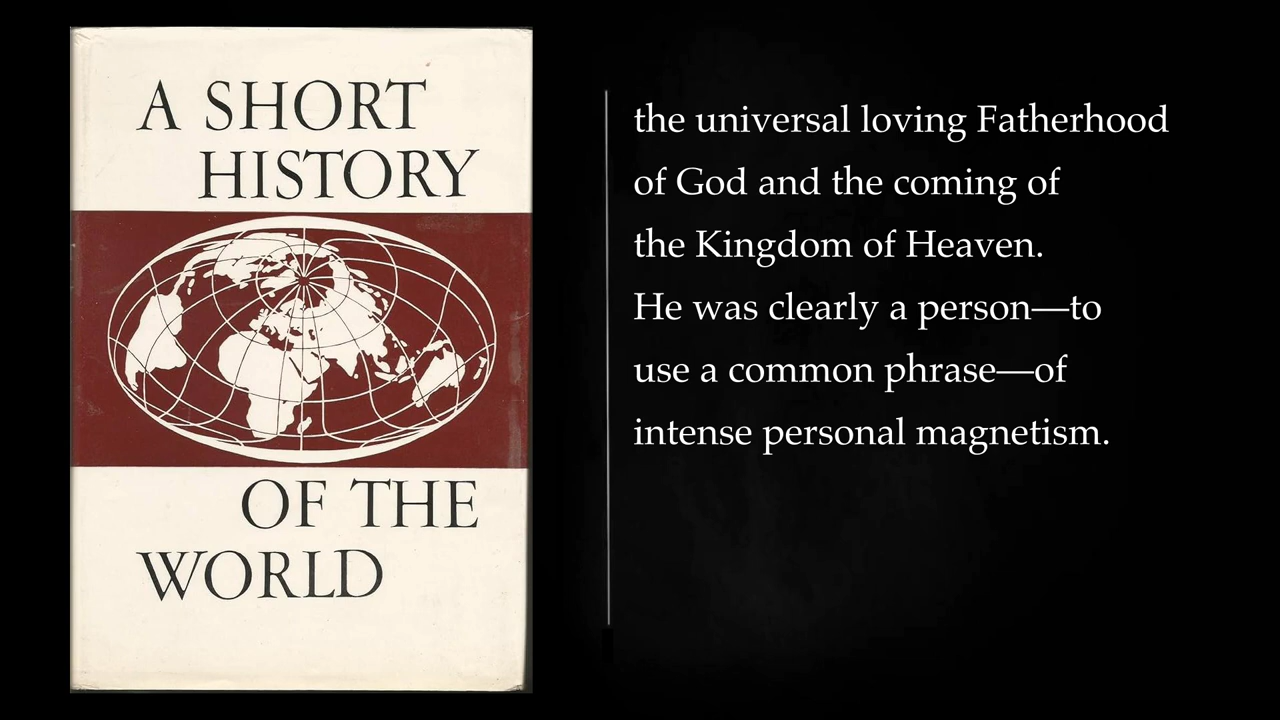 A SHORT
HISTORY
OF THE
WORLD
the universal loving Fatherhood
of God and the coming of
the Kingdom of Heaven.
He was clearly a person—to
use a common phrase—of
intense personal magnetism.